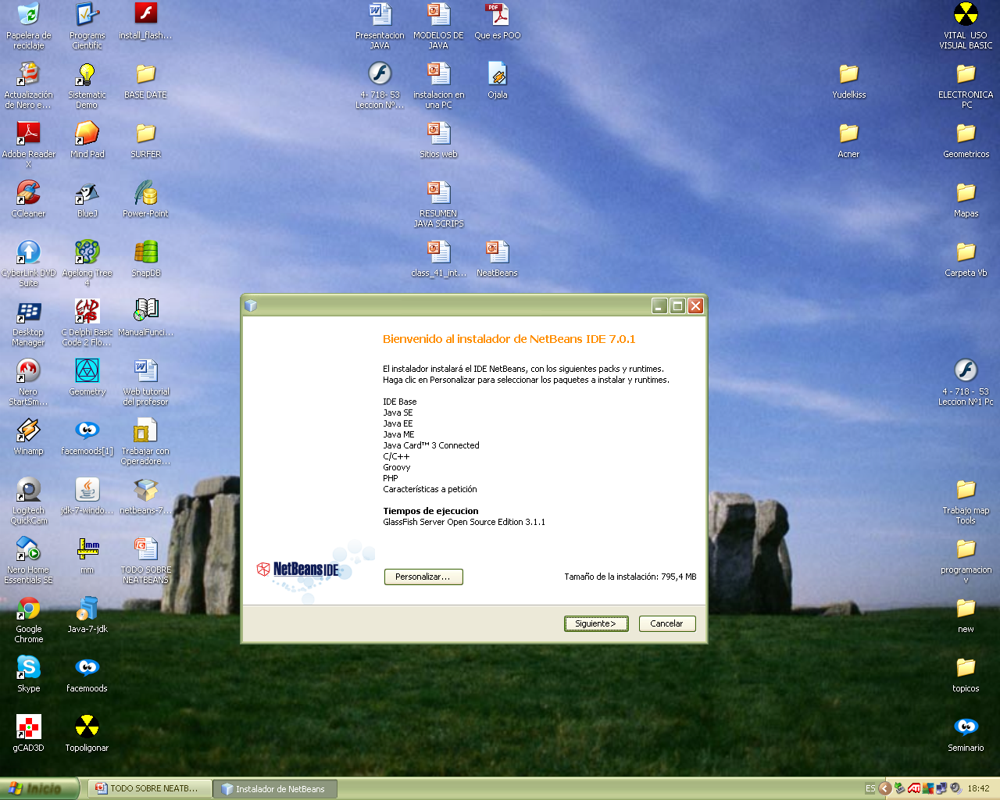 Papelera de
reciclaje
Programs
Cientific
install_flash...
Presentacion
JAVA
MODELOS DE
JAVA
Que es POO
VITAL USO
VISUAL BASIC
Actualización
de Nero e...
Sistematic
Demo
BASE DATE
4- 718- 53
Leccion Nº...
instalacion en
una PC
Ojala
Yudelkiss
ELECTRONICA
PC
Adobe Reader
X
Mind Pad
SURFER
Sitios web
Acner
Geometricos
CCleaner
BlueJ
Power-Point
RESUMEN
JAVA SCRIPS
Mapas
CyberLink DVD
Suite
Agelong Tree
4
SnapDB
class_41_int...
NeatBeans
Carpeta Vb
Desktop
Manager
C Delphi Basic
Code 2 Flo...
ManualFunci...
Nero
StartSm...
Geometry
Web tutorial
del profesor
4 - 718 - 53
Leccion Nº1 Pc
Winamp
facemoods[1]
Trabajar con
Operadore...
Logitech
QuickCam
jdk-7-windo...
netbeans-7...
Trabajo map
Tools
Nero Home
Essentials SE
mm
TODO SOBRE
NEATBEANS
programacion
v
Google
Chrome
Java-7-jdk
new
Skype
facemoods
topicos
gCAD3D
Topoligonar
Seminario
Bienvenido al instalador de NetBeans IDE 7.0.1
El instalador instalará el IDE NetBeans, con los siguientes packs y runtimes.
Haga clic en Personalizar para seleccionar los paquetes a instalar y runtimes.
IDE Base
Java SE
Java EE
Java ME
Java Card™ 3 Connected
C/C++
Groovy
PHP
Características a petición
Tiempos de ejecucion
GlassFish Server Open Source Edition 3.1.1
NetBeans IDE
Personalizar...
Tamaño de la instalación: 795,4 MB
Siguiente>
Cancelar
Inicio
TODO SOBRE NEATB...
Instalador de NetBeans
ES
18:42